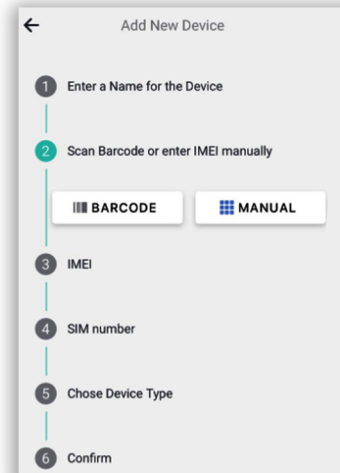 Add New Device
1 Enter a Name for the Device
2 Scan Barcode or enter IMEI manually
BARCODE MANUAL
3 IMEI
4 SIM number
5 Chose Device Type
6 Confirm